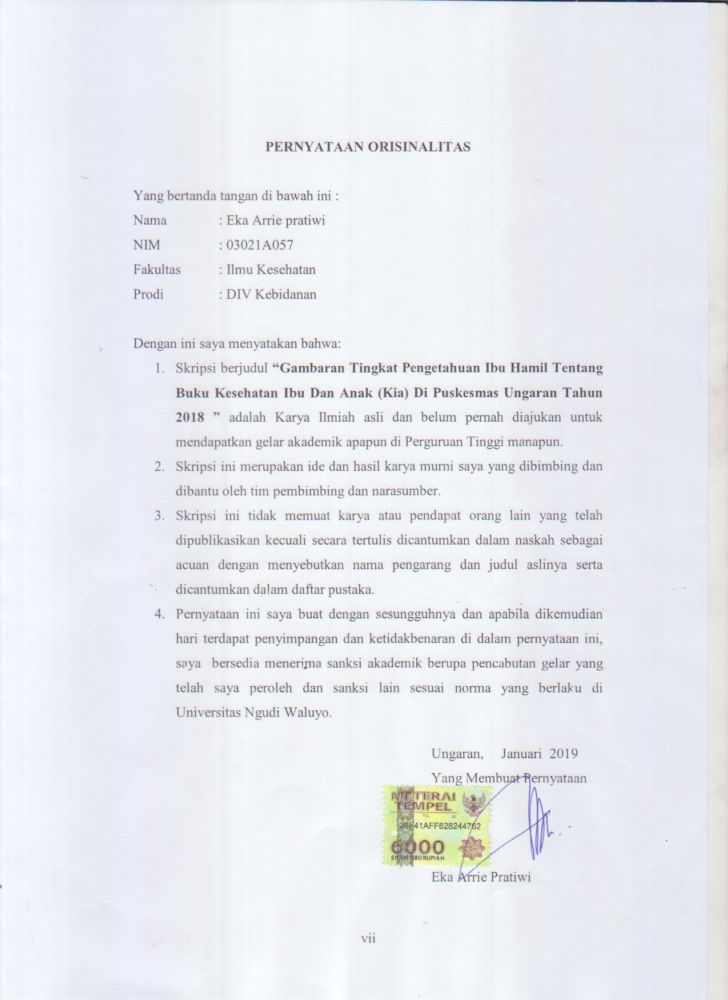 PERNYATAAN ORISINALITAS
Yang bertanda tangan di bawah ini :
Nama : Eka Arrie pratiwi
NIM : 03021A057
Fakultas : Ilmu Kesehatan
Prodi : DIV Kebidanan
Dengan ini saya menyatakan bahwa:
1. Skripsi berjudul “Gambaran Tingkat Pengetahuan Ibu Hamil Tentang
Buku Kesehatan Ibu Dan Anak (Kia) Di Puskesmas Ungaran Tahun
2018 ” adalah Karya Ilmiah asli dan belum pernah diajukan untuk
mendapatkan gelar akademik apapun di Perguruan Tinggi manapun.
2. Skripsi ini merupakan ide dan hasil karya murni saya yang dibimbing dan
dibantu oleh tim pembimbing dan narasumber.
3. Skripsi ini tidak memuat karya atau pendapat orang lain yang telah
dipublikasikan kecuali secara tertulis dicantumkan dalam naskah sebagai
acuan dengan menyebutkan nama pengarang dan judul aslinya serta
dicantumkan dalam daftar pustaka.
4. Pernyataan ini saya buat dengan sesungguhnya dan apabila dikemudian
hari terdapat penyimpangan dan ketidakbenaran di dalam pernyataan ini,
saya bersedia menerima sanksi akademik berupa pencabutan gelar yang
telah saya peroleh dan sanksi lain sesuai norma yang berlaku di
Universitas Ngudi Waluyo.
Ungaran, Januari 2019
Yang Membuat Pernyataan
METERAI
TEMPEL
TGL 20
30F41AFF628244762
6000
ENAM RIBU RUPIAH
Eka Arrie Pratiwi
vii